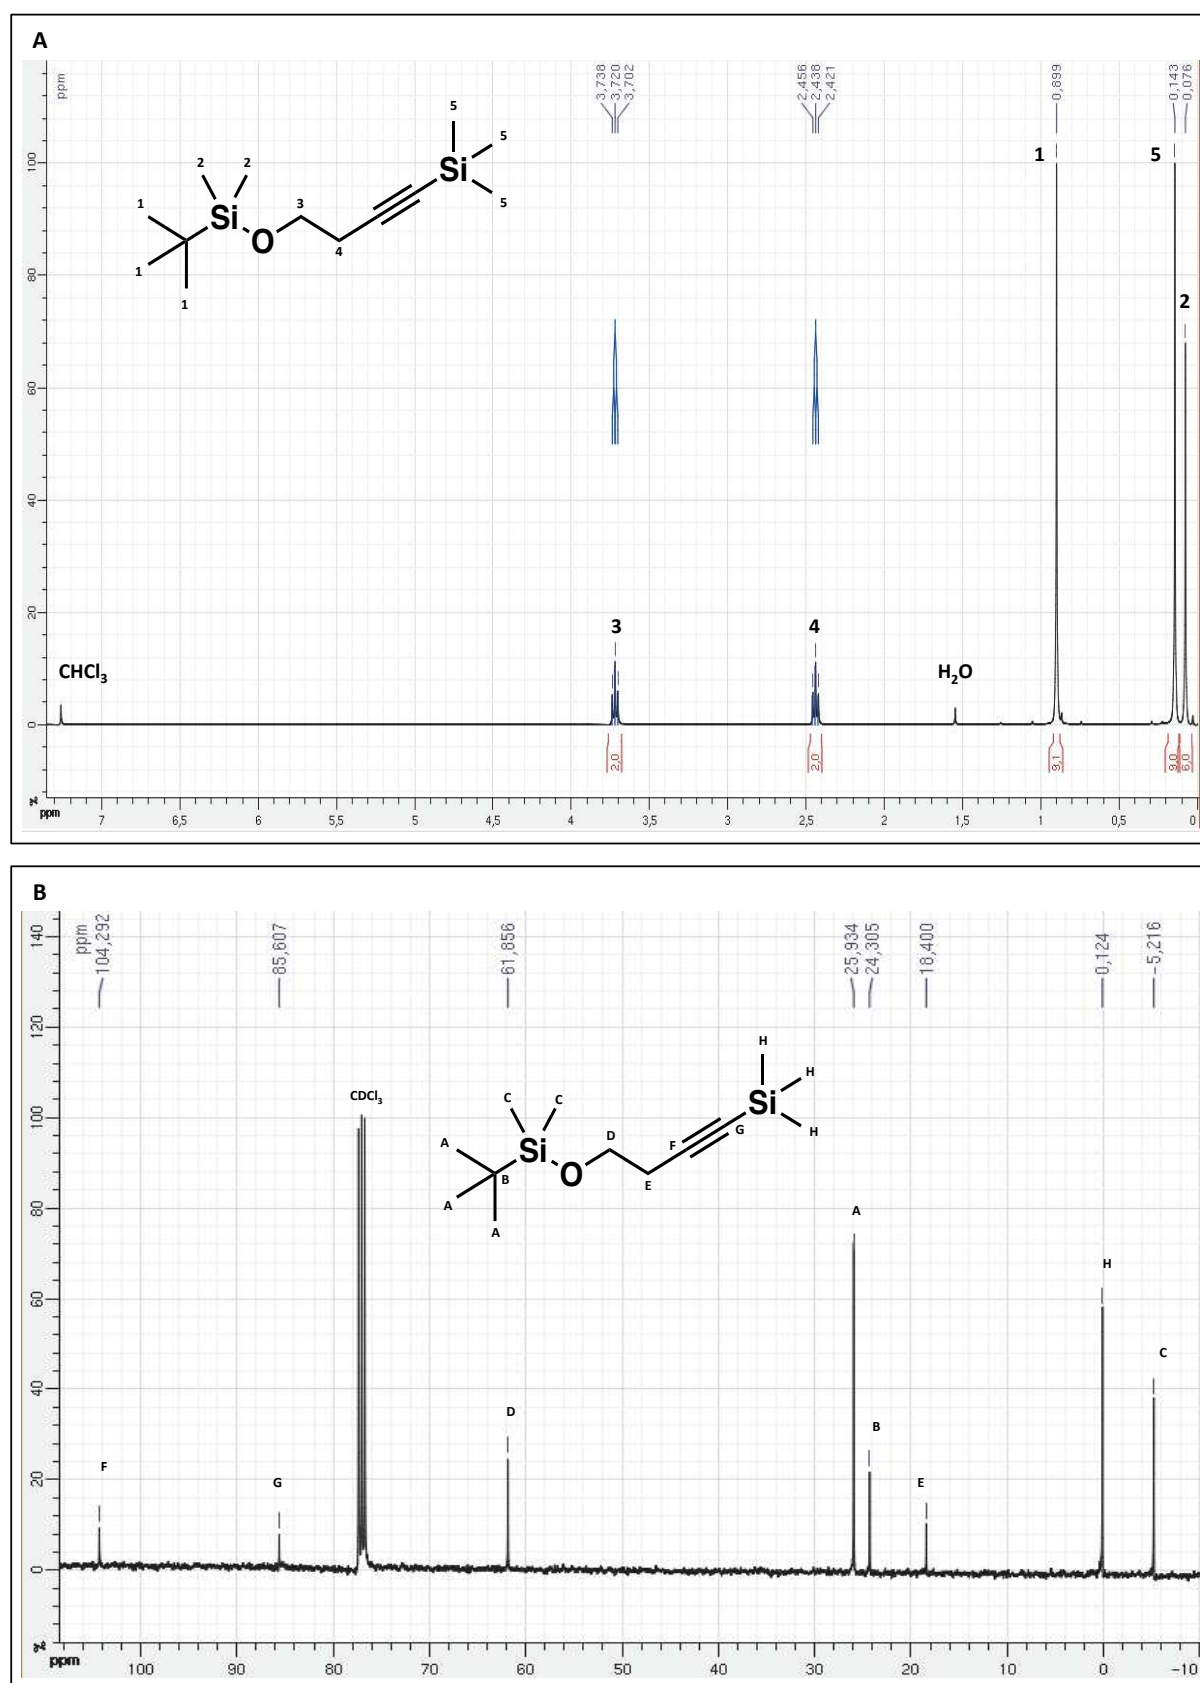 A
ppm
3,738
3,720
3,702
2,456
2,438
2,421
0,899
0,143
0,076
5
5
5
Si
2
2
1
1
1
Si
O
3
4
1
5
2
100
80
60
40
20
0
CHCl3
3
4
H2O
2,0
2,0
9,1
9,0
6,0
%
ppm
7
6,5
6
5,5
5
4,5
4
3,5
3
2,5
2
1,5
1
0,5
0
B
ppm
104,292
85,607
61,856
25,934
24,305
18,400
0,124
-5,216
140
120
100
80
60
40
20
0
CDCl3
H
H
H
Si
C
C
A
A
A
B
Si
O
D
E
F
G
F
G
D
A
B
E
H
C
%
ppm
100
90
80
70
60
50
40
30
20
10
0
-10